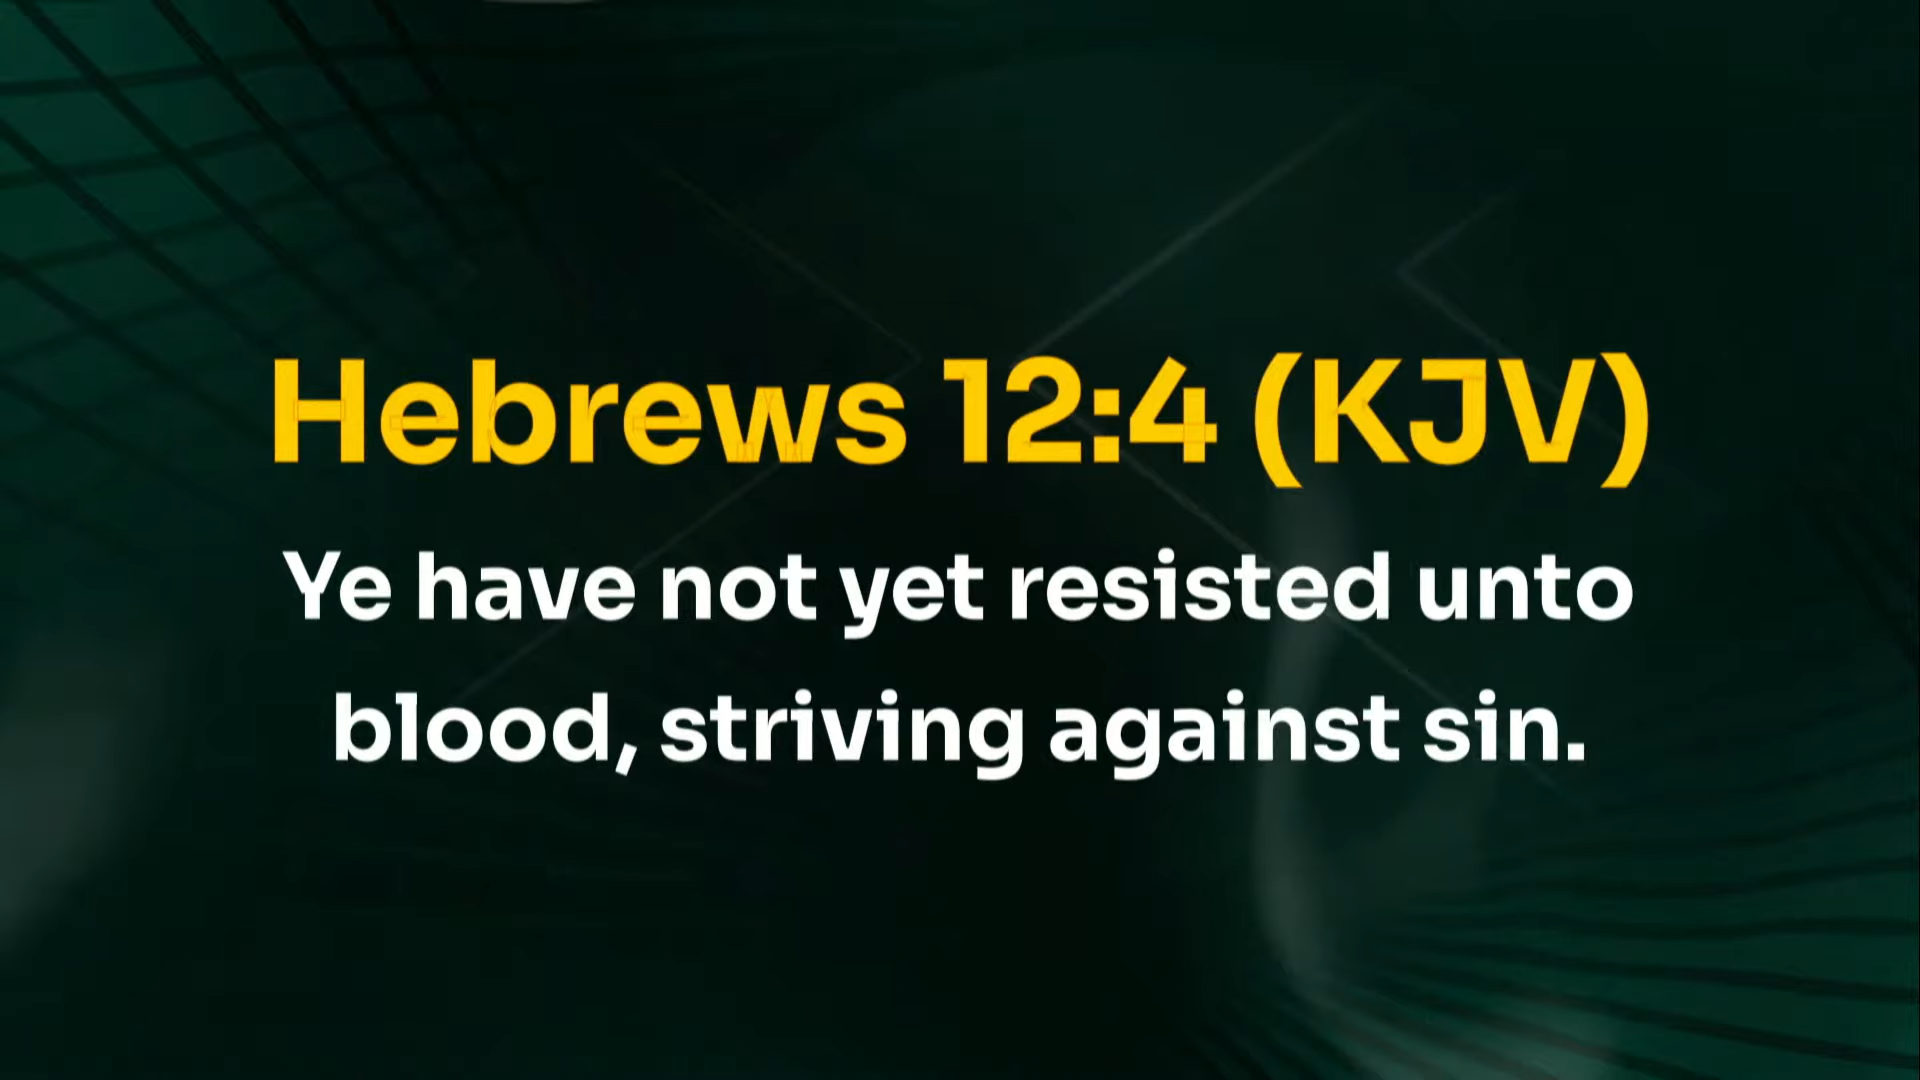 Hebrews 12:4 (KJV)
Ye have not yet resisted unto
blood, striving against sin.